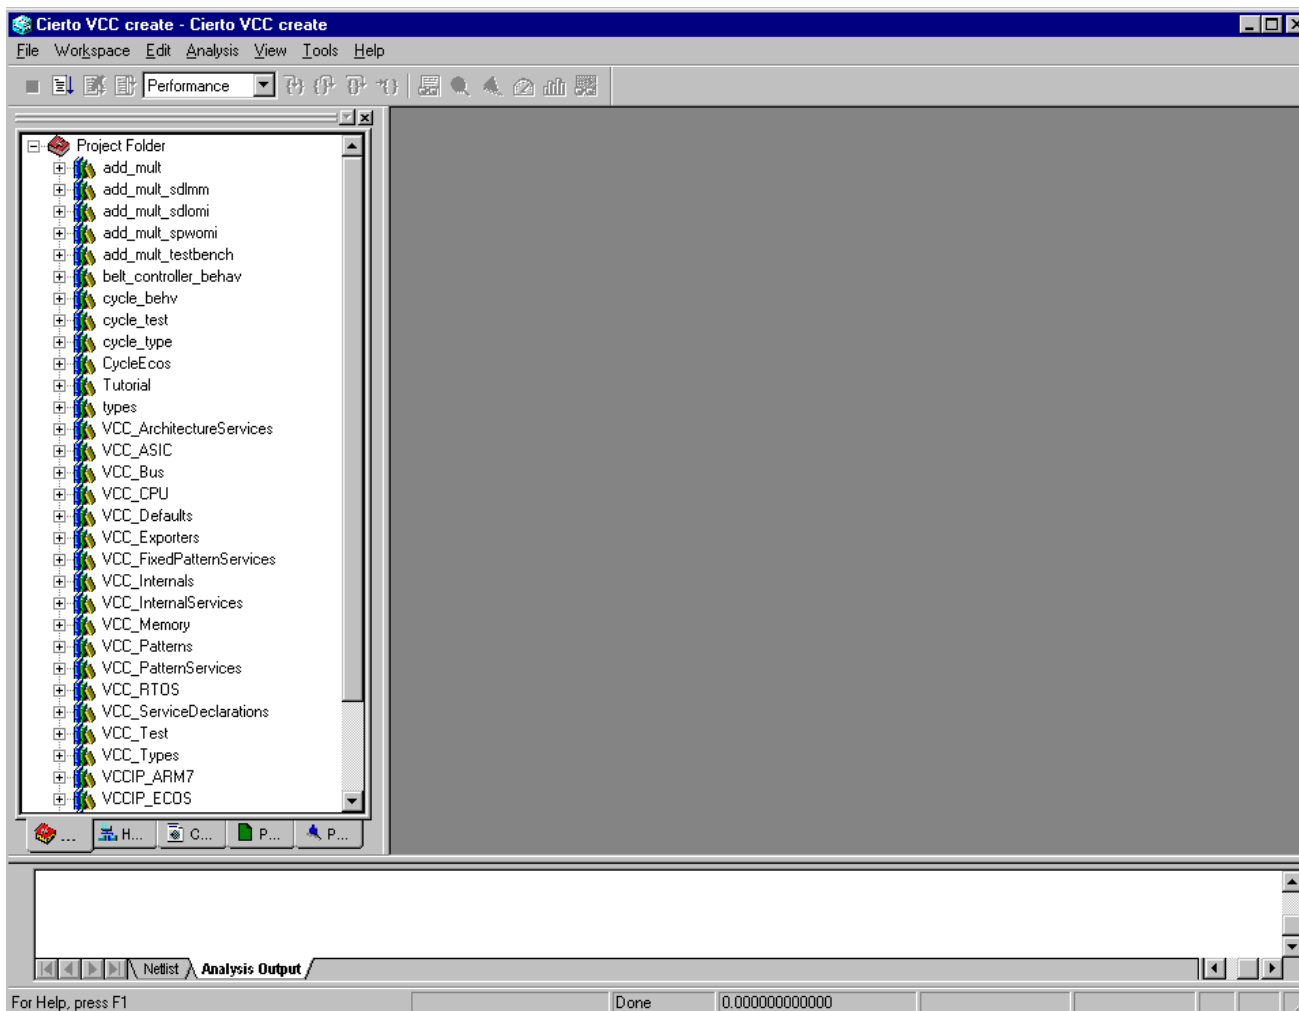 Cierto VCC create - Cierto VCC create
File Workspace Edit Analysis View Tools Help
Performance
Project Folder
add_mult
add_mult_sdlmm
add_mult_sdlomi
add_mult_spwomi
add_mult_testbench
belt_controller_behav
cycle_behv
cycle_test
cycle_type
CycleEcos
Tutorial
types
VCC_ArchitectureServices
VCC_ASIC
VCC_Bus
VCC_CPU
VCC_Defaults
VCC_Exporters
VCC_FixedPatternServices
VCC_Internals
VCC_InternalServices
VCC_Memory
VCC_Patterns
VCC_PatternServices
VCC_RTOS
VCC_ServiceDeclarations
VCC_Test
VCC_Types
VCCIP_ARM7
VCCIP_ECOS
... H... C... P... P...
Netlist Analysis Output
For Help, press F1 Done 0.000000000000